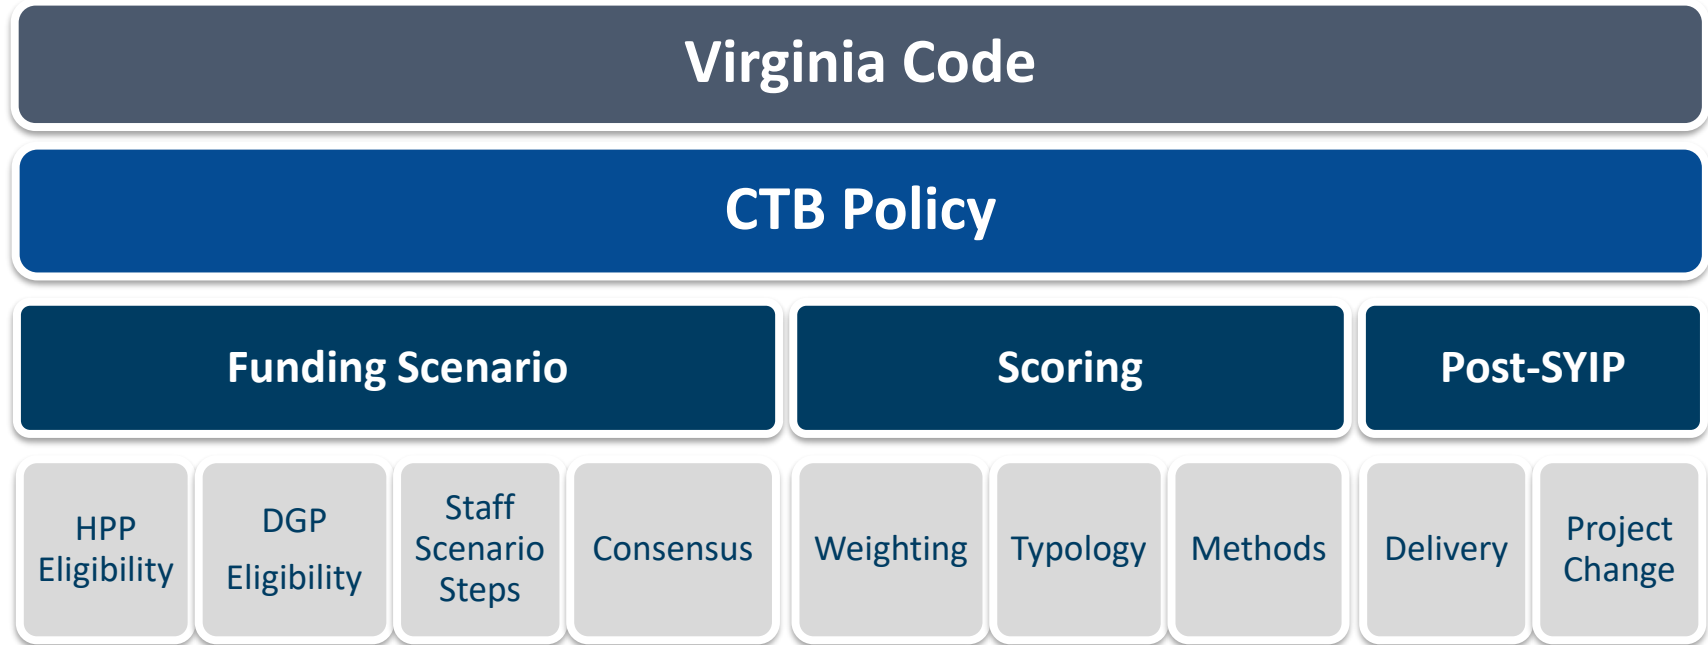 Virginia Code
CTB Policy
Funding Scenario
Scoring
Post-SYIP
HPP
Eligibility
DGP
Eligibility
Staff
Scenario
Steps
Consensus
Weighting
Typology
Methods
Delivery
Project
Change